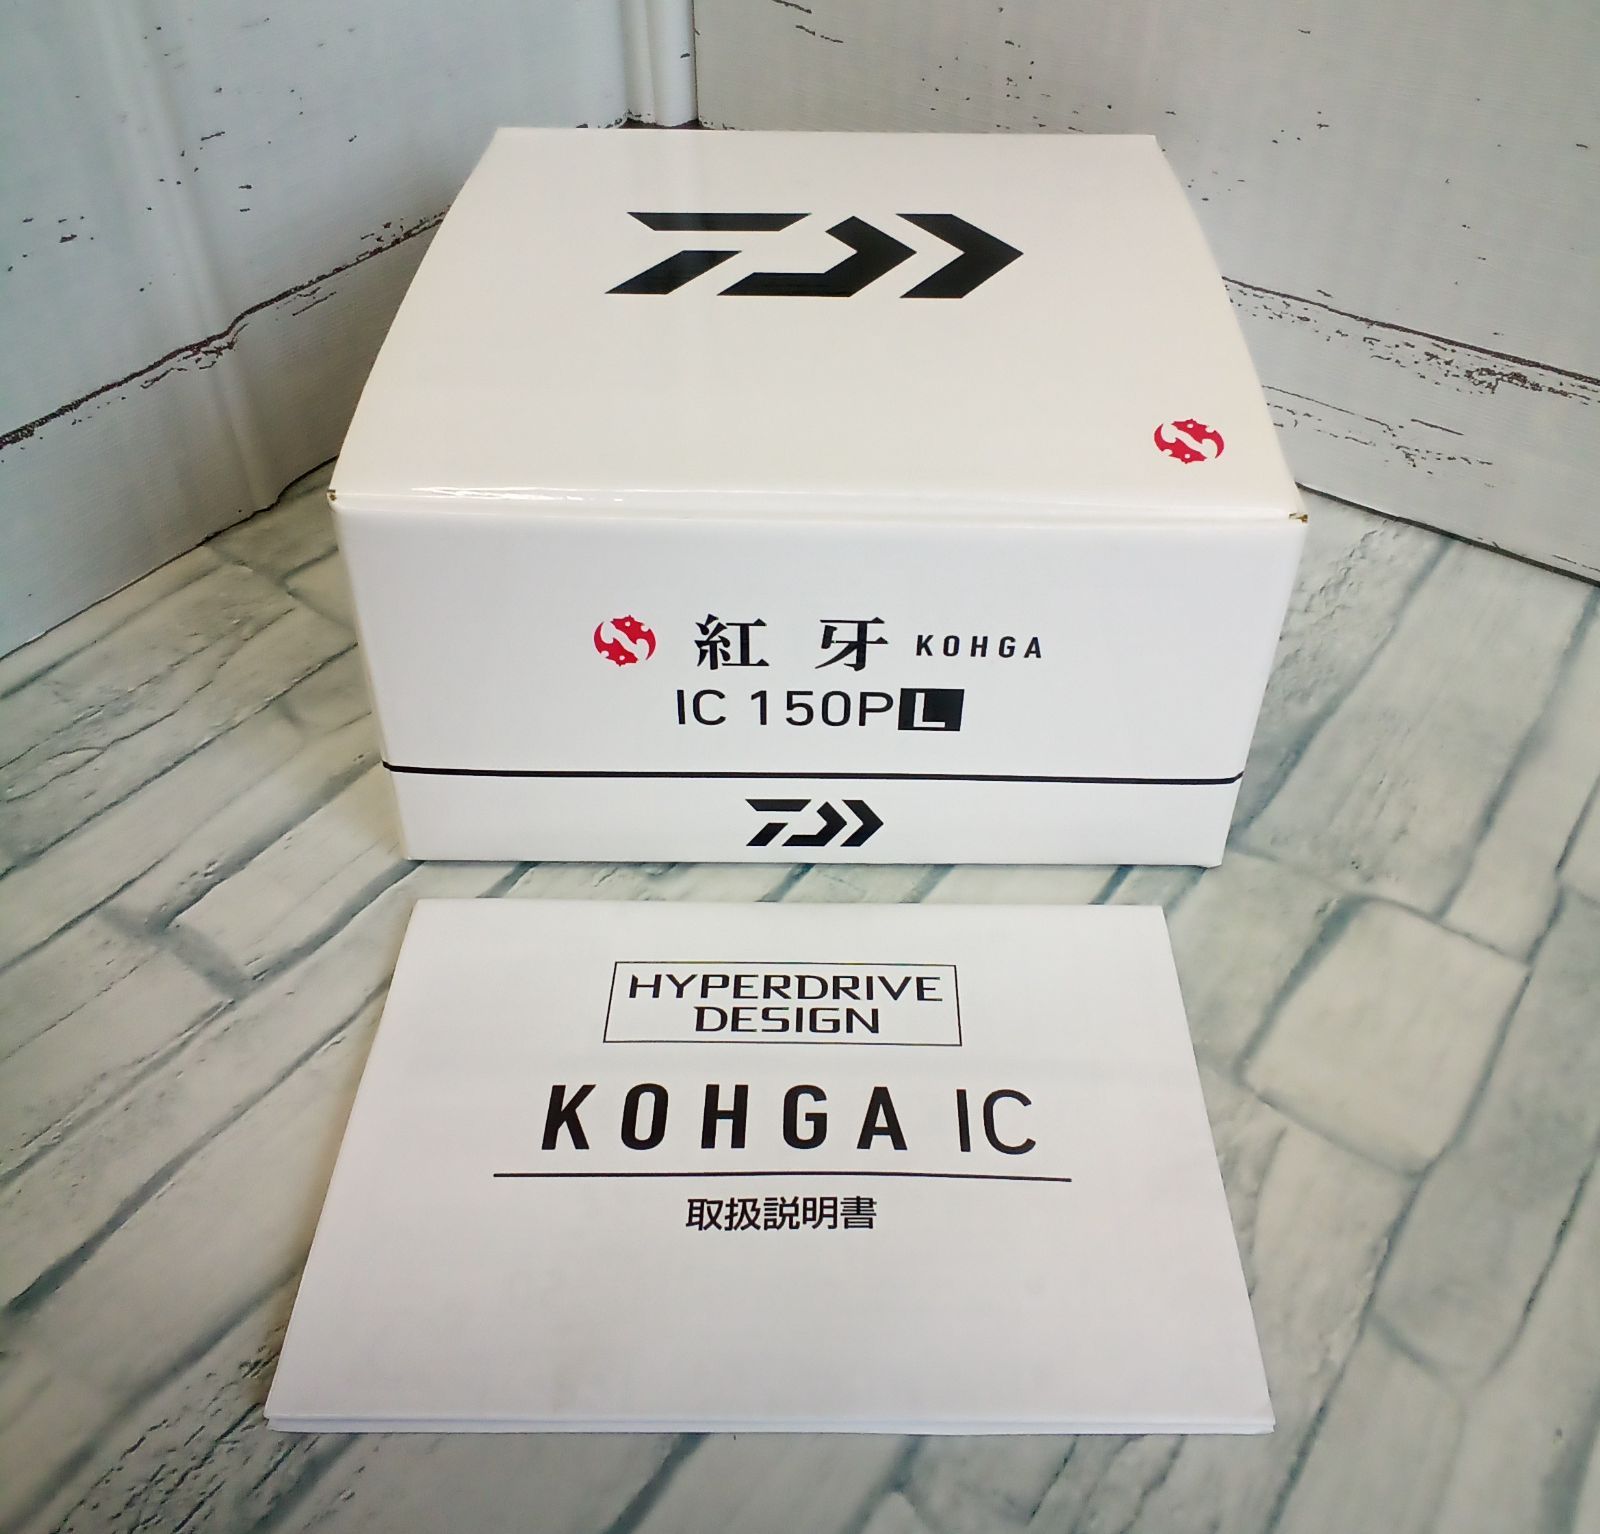 紅牙 KOHGA
IC 150PL
HYPERDRIVE
DESIGN
KOHGA IC
取扱説明書